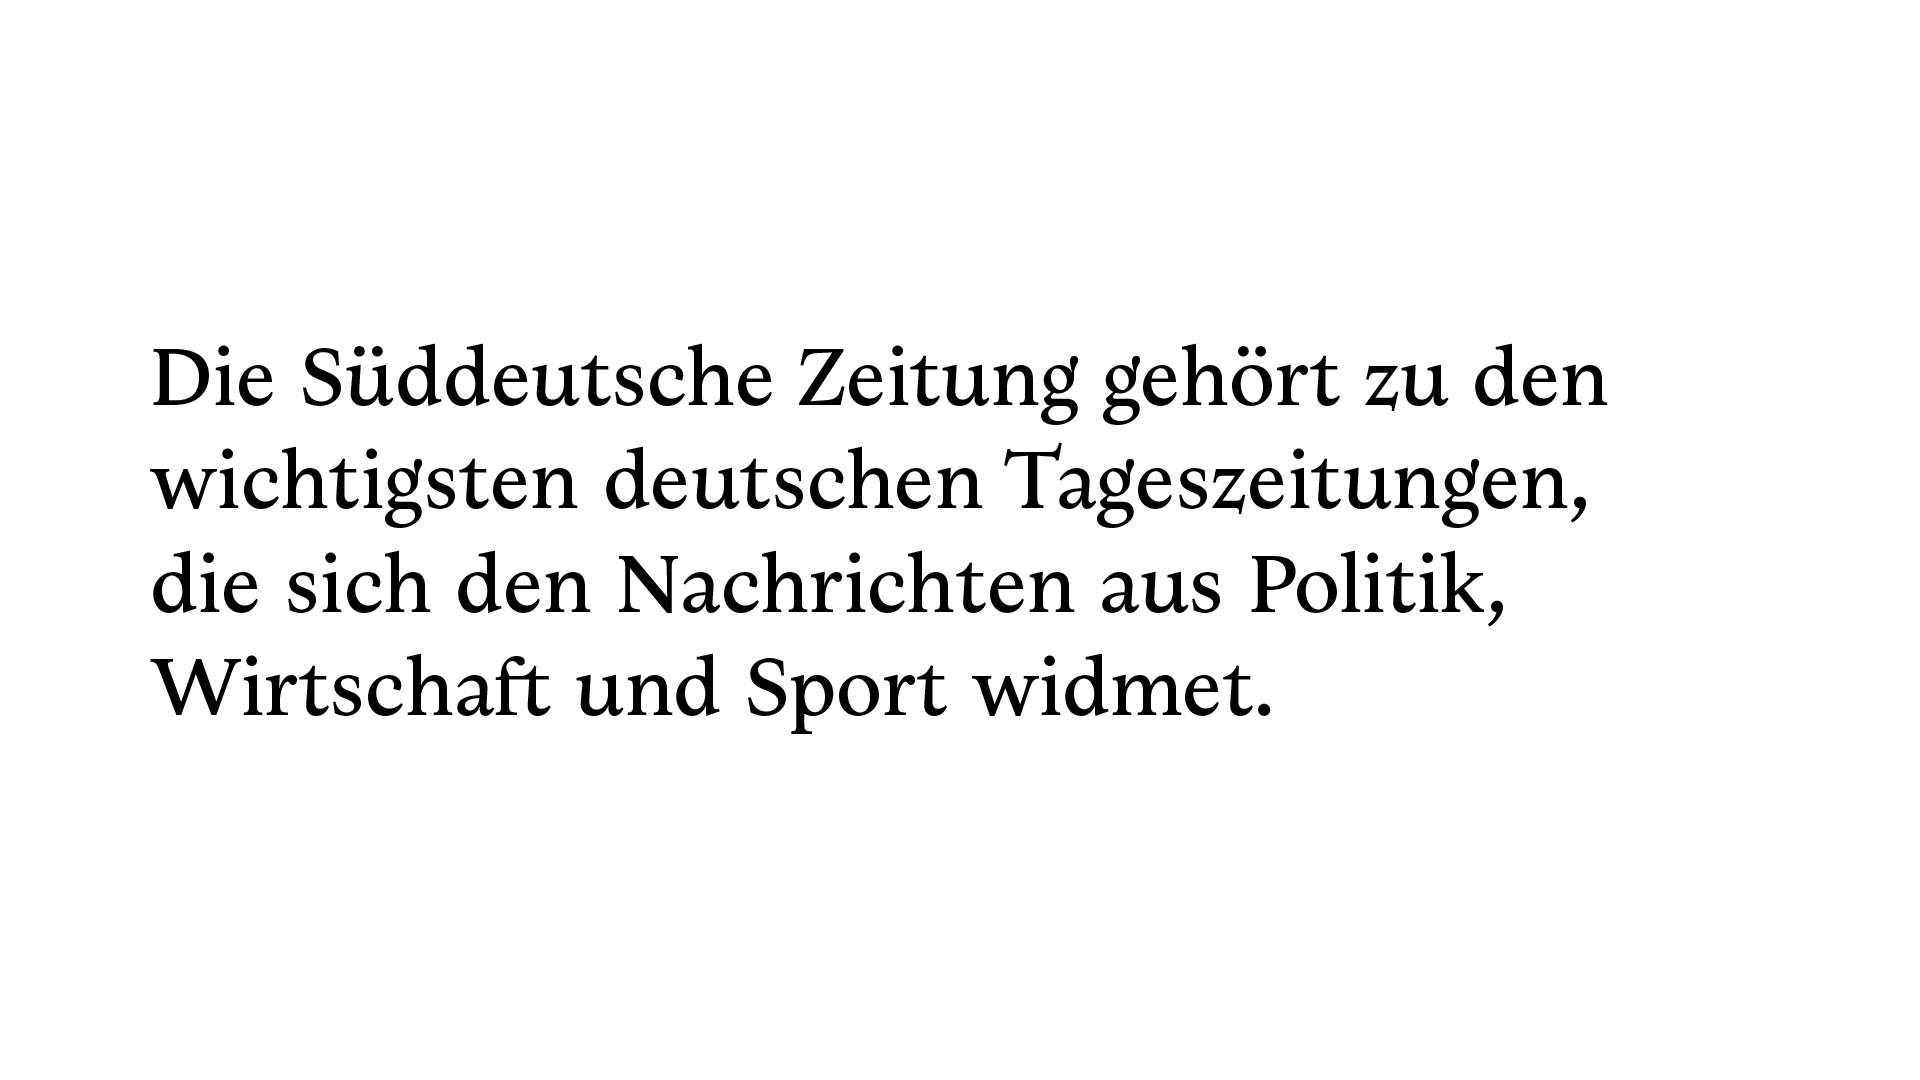 Die Süddeutsche Zeitung gehört zu den
wichtigsten deutschen Tageszeitungen,
die sich den Nachrichten aus Politik,
Wirtschaft und Sport widmet.